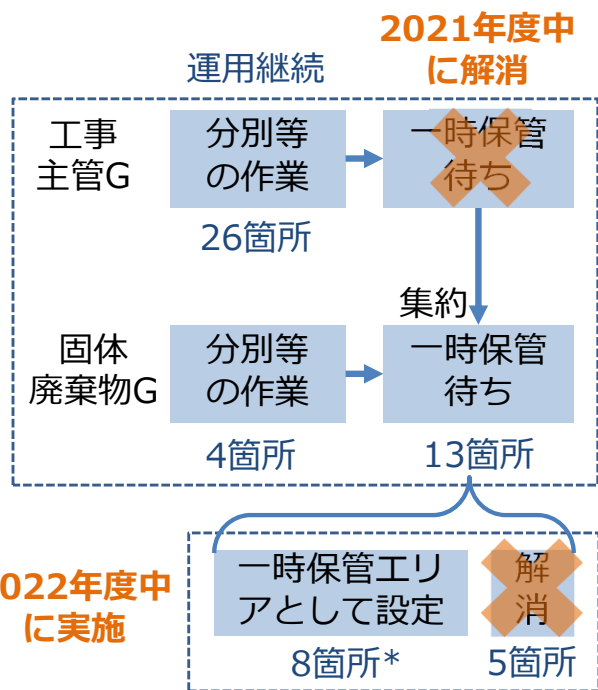 2021年度中
に解消
運用継続
工事
主管G
分別等
の作業
一時保管
待ち
26箇所
集約
固体
廃棄物G
分別等
の作業
一時保管
待ち
4箇所
13箇所
022年度中
に実施
一時保管エリ
アとして設定
解
消
8箇所*
5箇所